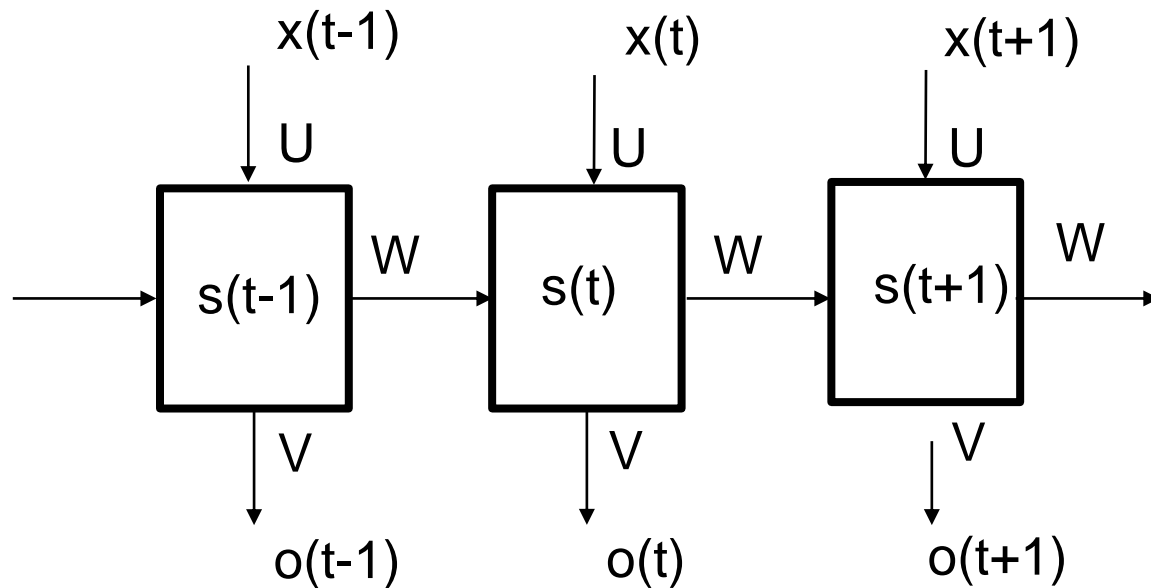 x(t-1) x(t) x(t+1)
U U U
W W W
s(t-1) s(t) s(t+1)
V V V
o(t-1) o(t) o(t+1)